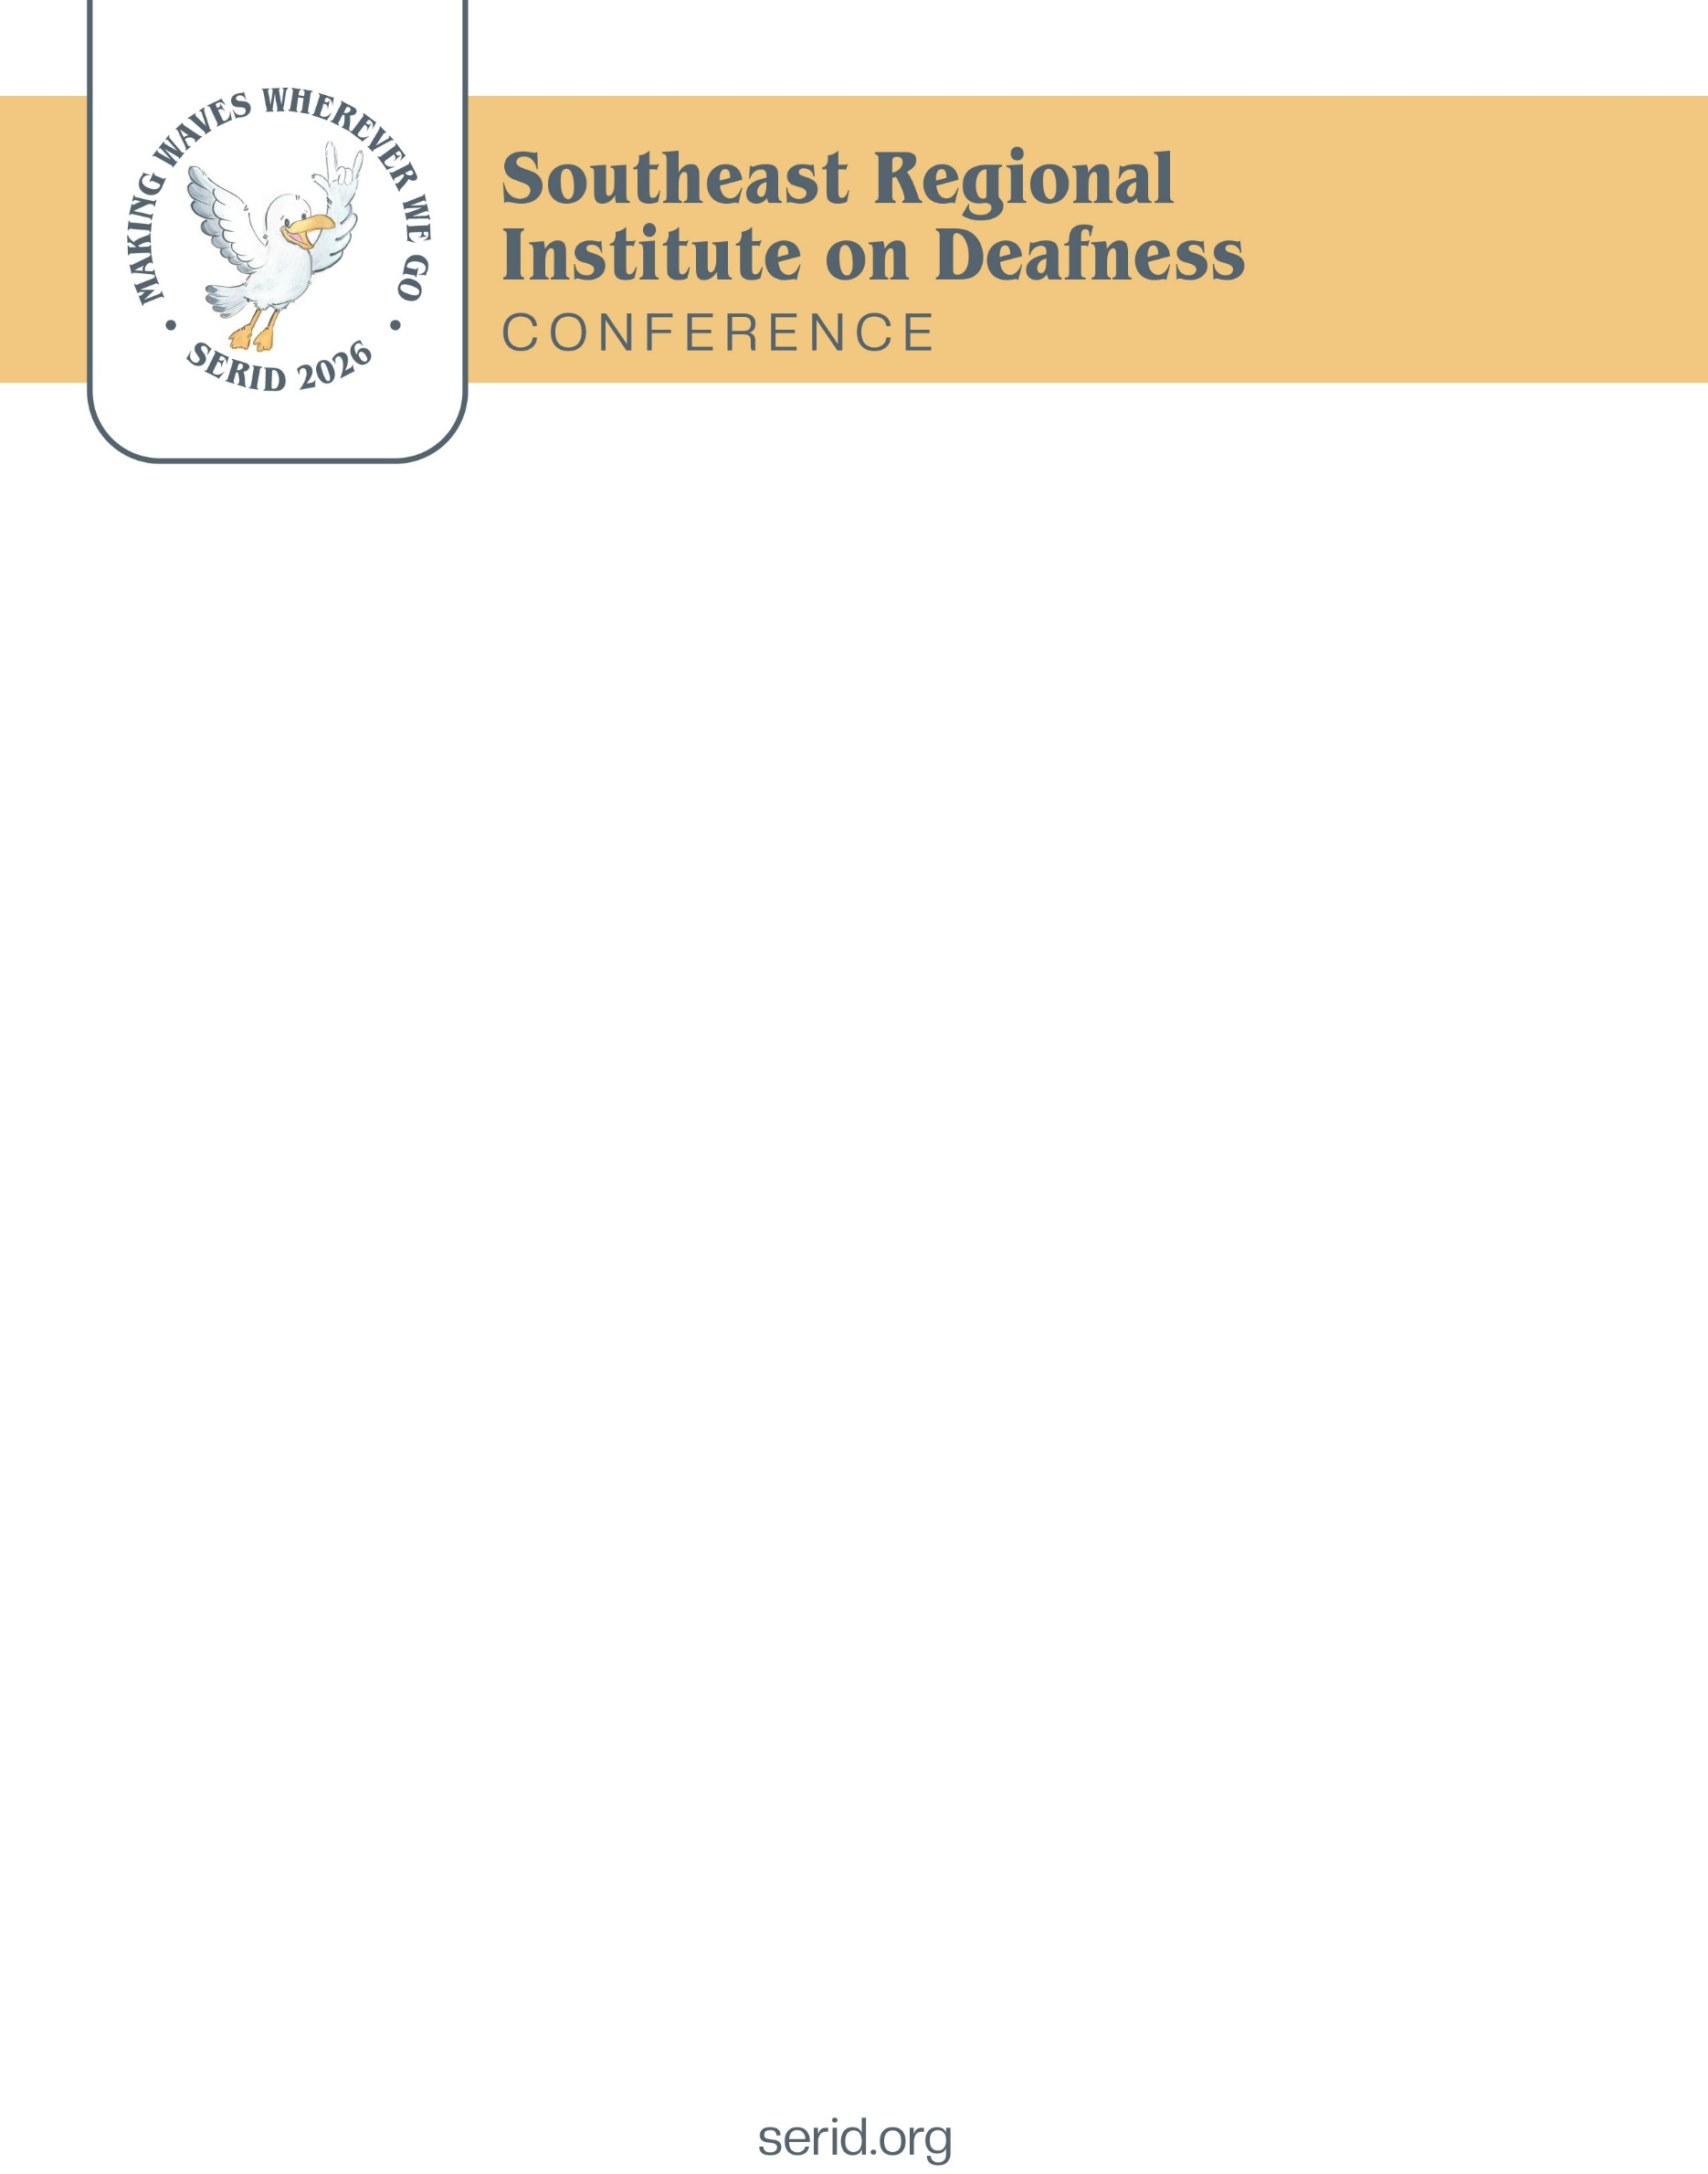 MAKING WAVES WHEREVER WE GO
• SERID 2026 •
Southeast Regional
Institute on Deafness
CONFERENCE
serid.org